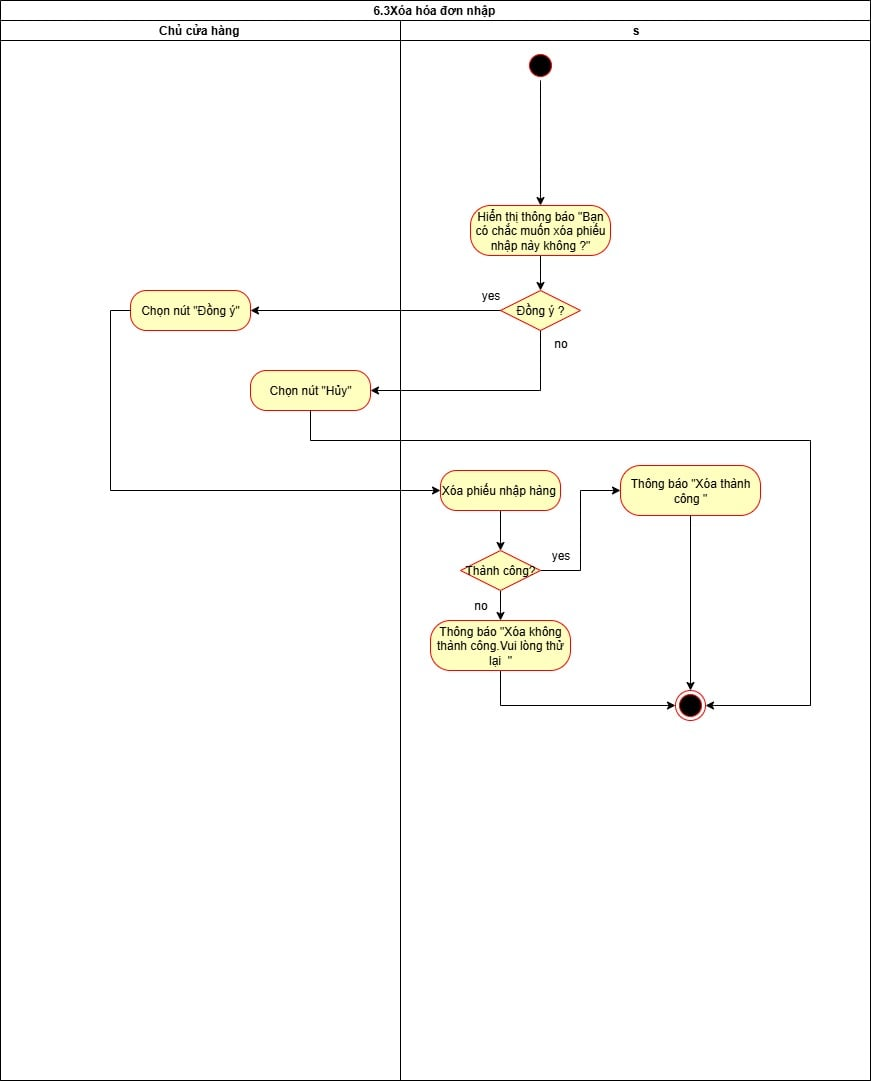 6.3Xóa hóa đơn nhập
Chủ cửa hàng
s
Hiển thị thông báo "Bạn
có chắc muốn xóa phiếu
nhập này không ?"
yes
Đồng ý ?
Chọn nút "Đồng ý"
no
Chọn nút "Hủy"
Xóa phiếu nhập hàng
Thông báo "Xóa thành
công "
yes
Thành công?
no
Thông báo "Xóa không
thành công.Vui lòng thử
lại  "